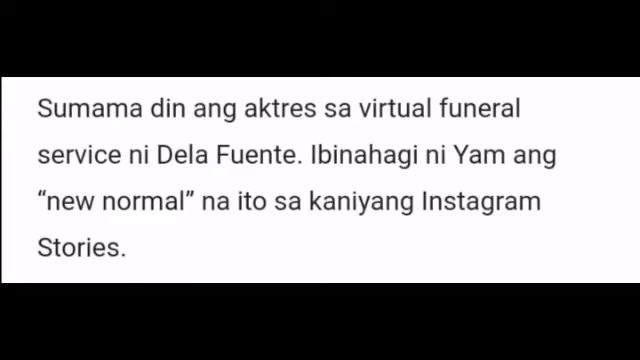 Sumama din ang aktres sa virtual funeral
service ni Dela Fuente. Ibinahagi ni Yam ang
“new normal” na ito sa kaniyang Instagram
Stories.